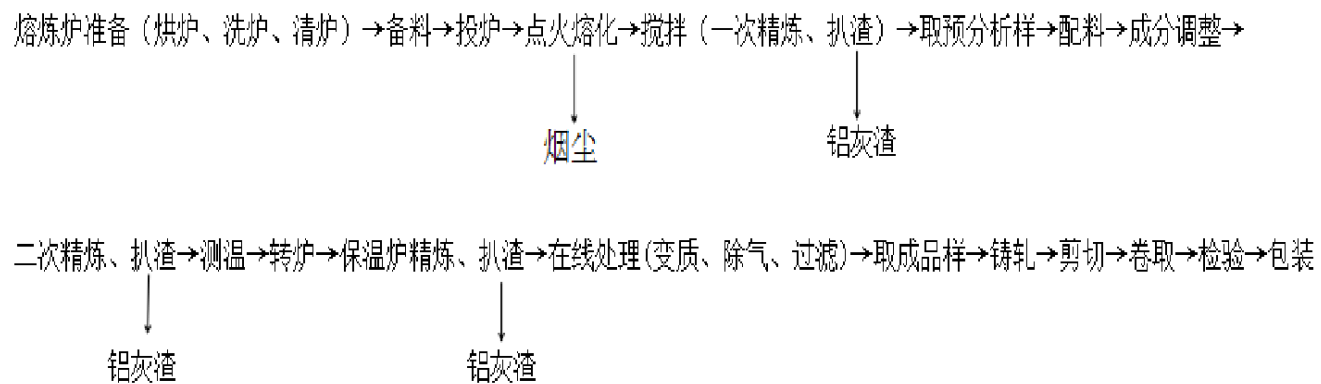 熔炼炉准备（烘炉、洗炉、清炉）→备料→投炉→点火熔化→搅拌（一次精炼、扒渣）→取预分析样→配料→成分调整→
烟尘
铝灰渣
二次精炼、扒渣→测温→转炉→保温炉精炼、扒渣→在线处理(变质、除气、过滤)→取成品样→铸轧→剪切→卷取→检验→包装
铝灰渣
铝灰渣